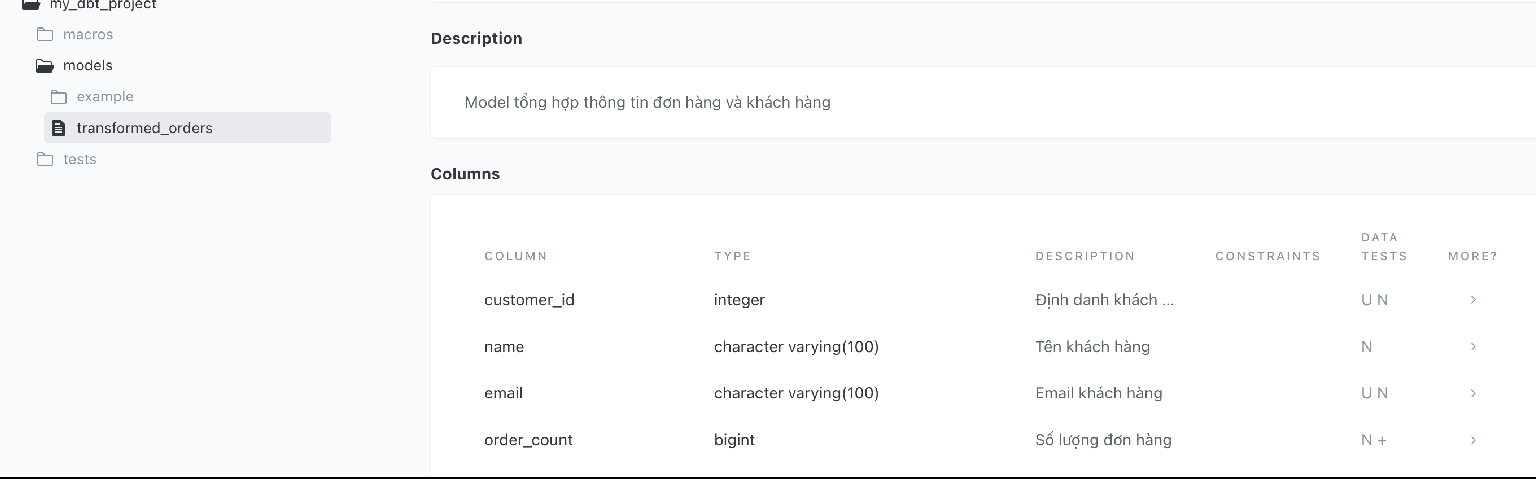 my_dbt_project
macros
models
example
transformed_orders
tests
Description
Model tổng hợp thông tin đơn hàng và khách hàng
Columns
COLUMN TYPE DESCRIPTION CONSTRAINTS DATA TESTS MORE?
customer_id integer Định danh khách ... U N
name character varying(100) Tên khách hàng N
email character varying(100) Email khách hàng U N
order_count bigint Số lượng đơn hàng N +